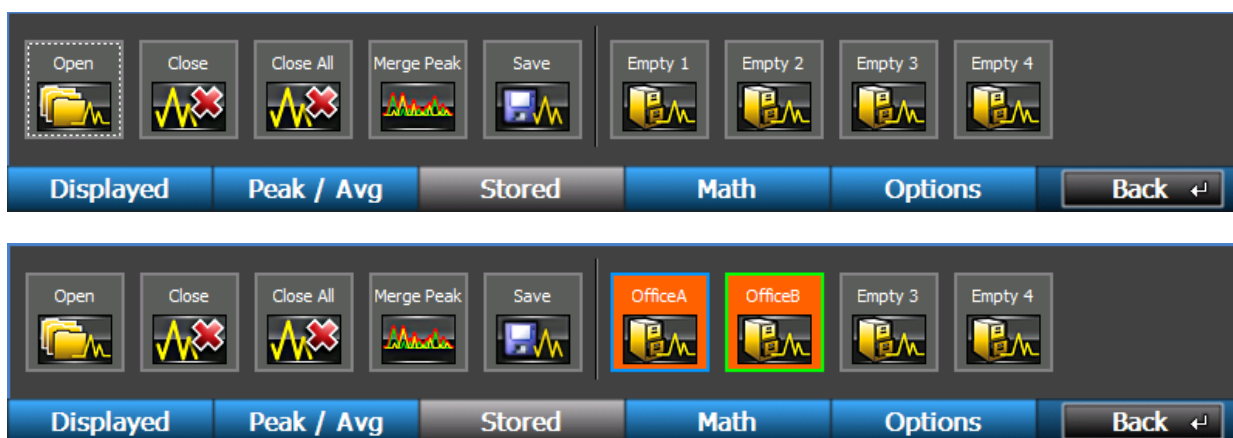 Open Close Close All Merge Peak Save Empty 1 Empty 2 Empty 3 Empty 4
Displayed Peak / Avg Stored Math Options Back
Open Close Close All Merge Peak Save OfficeA OfficeB Empty 3 Empty 4
Displayed Peak / Avg Stored Math Options Back